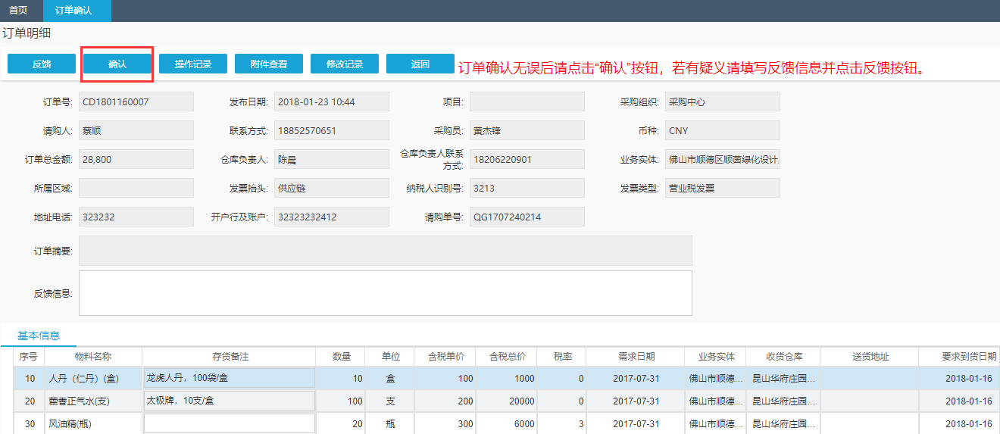 首页 订单确认
订单明细
反馈 确认 操作记录 附件查看 修改记录 返回 订单确认无误后请点击“确认”按钮，若有疑义请填写反馈信息并点击反馈按钮。
订单号: CD1801160007 发布日期: 2018-01-23 10:44 项目: 采购组织: 采购中心
请购人: 蔡顺 联系方式: 18852570651 采购员: 黄杰锋 币种: CNY
订单总金额: 28,800 仓库负责人: 陈晨 仓库负责人联系方式: 18206220901 业务实体: 佛山市顺德区顺茵绿化设计
所属区域: 发票抬头: 供应链 纳税人识别号: 3213 发票类型: 营业税发票
地址电话: 323232 开户行及账户: 32323232412 请购单号: QG1707240214
订单摘要:
反馈信息:
基本信息
序号 物料名称 存货备注 数量 单位 含税单价 含税总价 税率 需求日期 业务实体 收货仓库 送货地址 要求到货日期
10 人丹（仁丹）(盒) 龙虎人丹，100袋/盒 10 盒 100 1000 0 2017-07-31 佛山市顺德... 昆山华府庄园... 2018-01-16
20 藿香正气水(支) 太极牌，10支/盒 100 支 200 20000 0 2017-07-31 佛山市顺德... 昆山华府庄园... 2018-01-16
30 风油精(瓶) 20 瓶 300 6000 3 2017-07-31 佛山市顺德... 昆山华府庄园... 2018-01-16